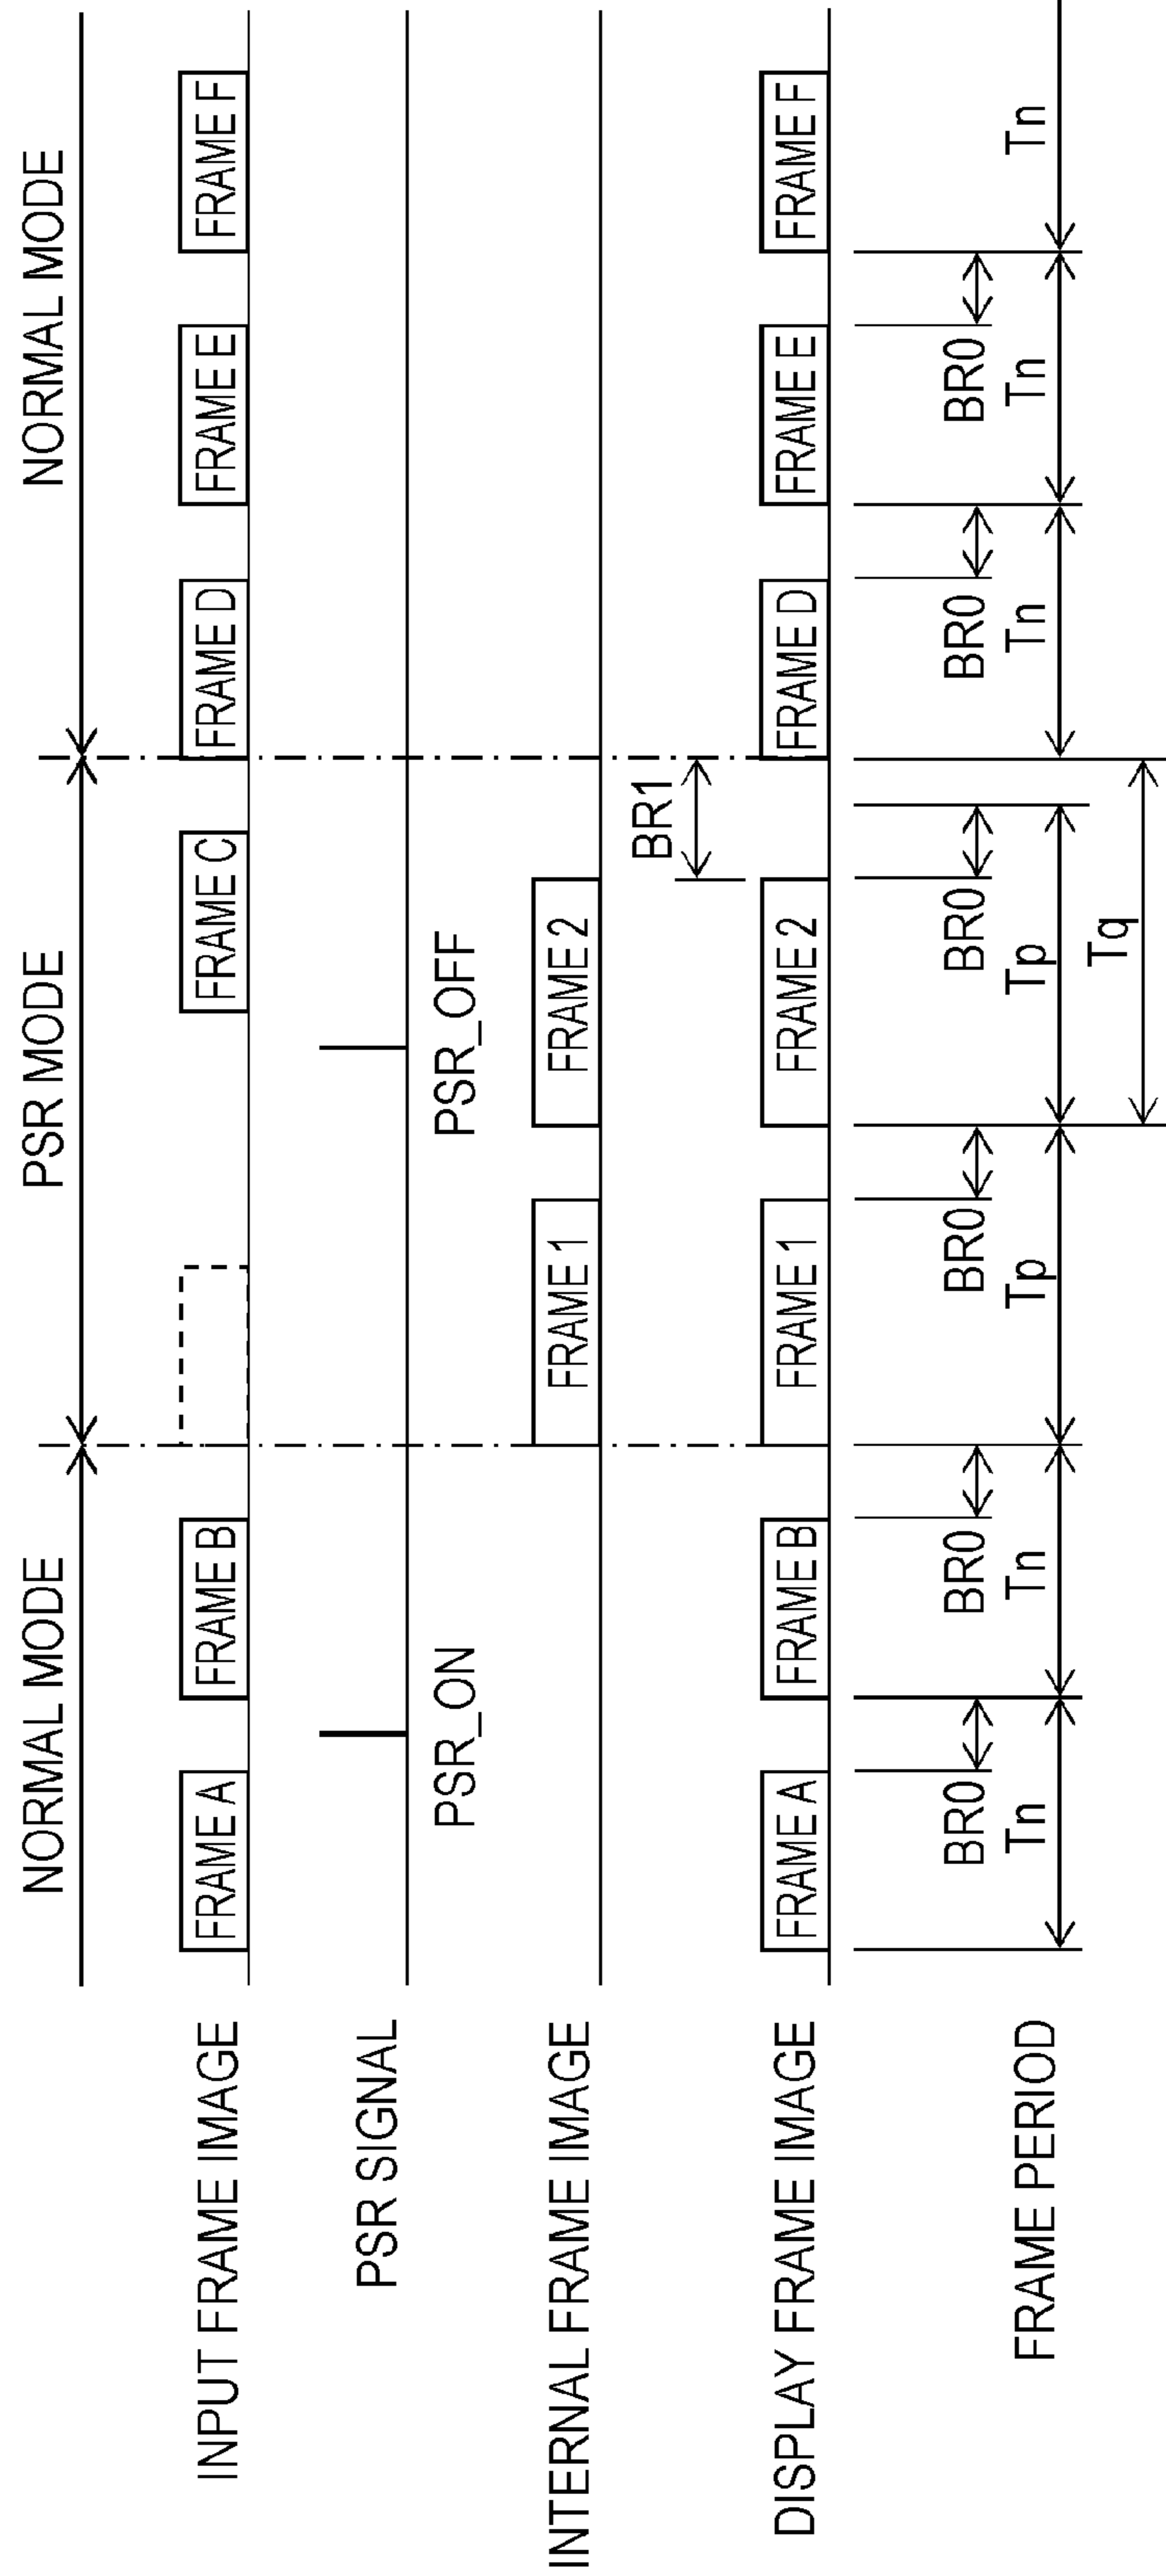 NORMAL MODE
PSR MODE
NORMAL MODE
INPUT FRAME IMAGE
FRAME A
FRAME B
FRAME C
FRAME D
FRAME E
FRAME F
PSR SIGNAL
PSR_ON
PSR_OFF
INTERNAL FRAME IMAGE
FRAME 1
FRAME 2
BR1
DISPLAY FRAME IMAGE
FRAME A
FRAME B
FRAME 1
FRAME 2
FRAME D
FRAME E
FRAME F
BR0
BR0
BR0
BR0
BR0
BR0
FRAME PERIOD
Tn
Tn
Tp
Tp
Tn
Tn
Tn
Tq